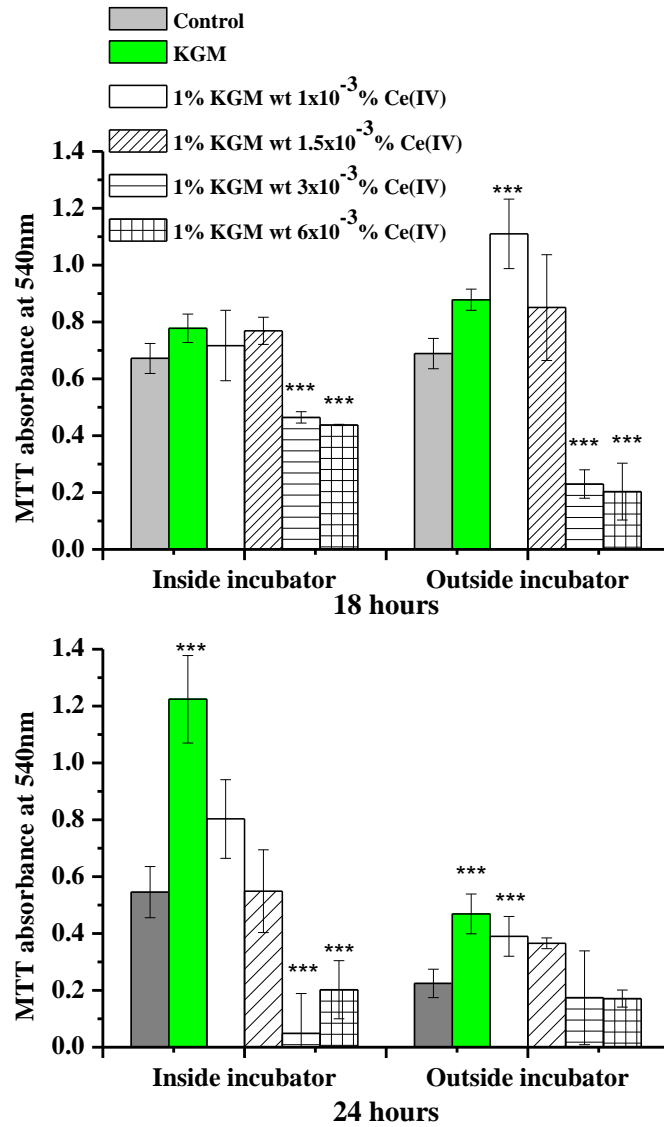 Control
KGM
1% KGM wt 1x10⁻³% Ce(IV)
1% KGM wt 1.5x10⁻³% Ce(IV)
1% KGM wt 3x10⁻³% Ce(IV)
1% KGM wt 6x10⁻³% Ce(IV)
MTT absorbance at 540nm
1.4
1.2
1.0
0.8
0.6
0.4
0.2
0.0
***
***
***
***
***
Inside incubator
Outside incubator
18 hours
MTT absorbance at 540nm
1.4
1.2
1.0
0.8
0.6
0.4
0.2
0.0
***
***
***
***
***
Inside incubator
Outside incubator
24 hours